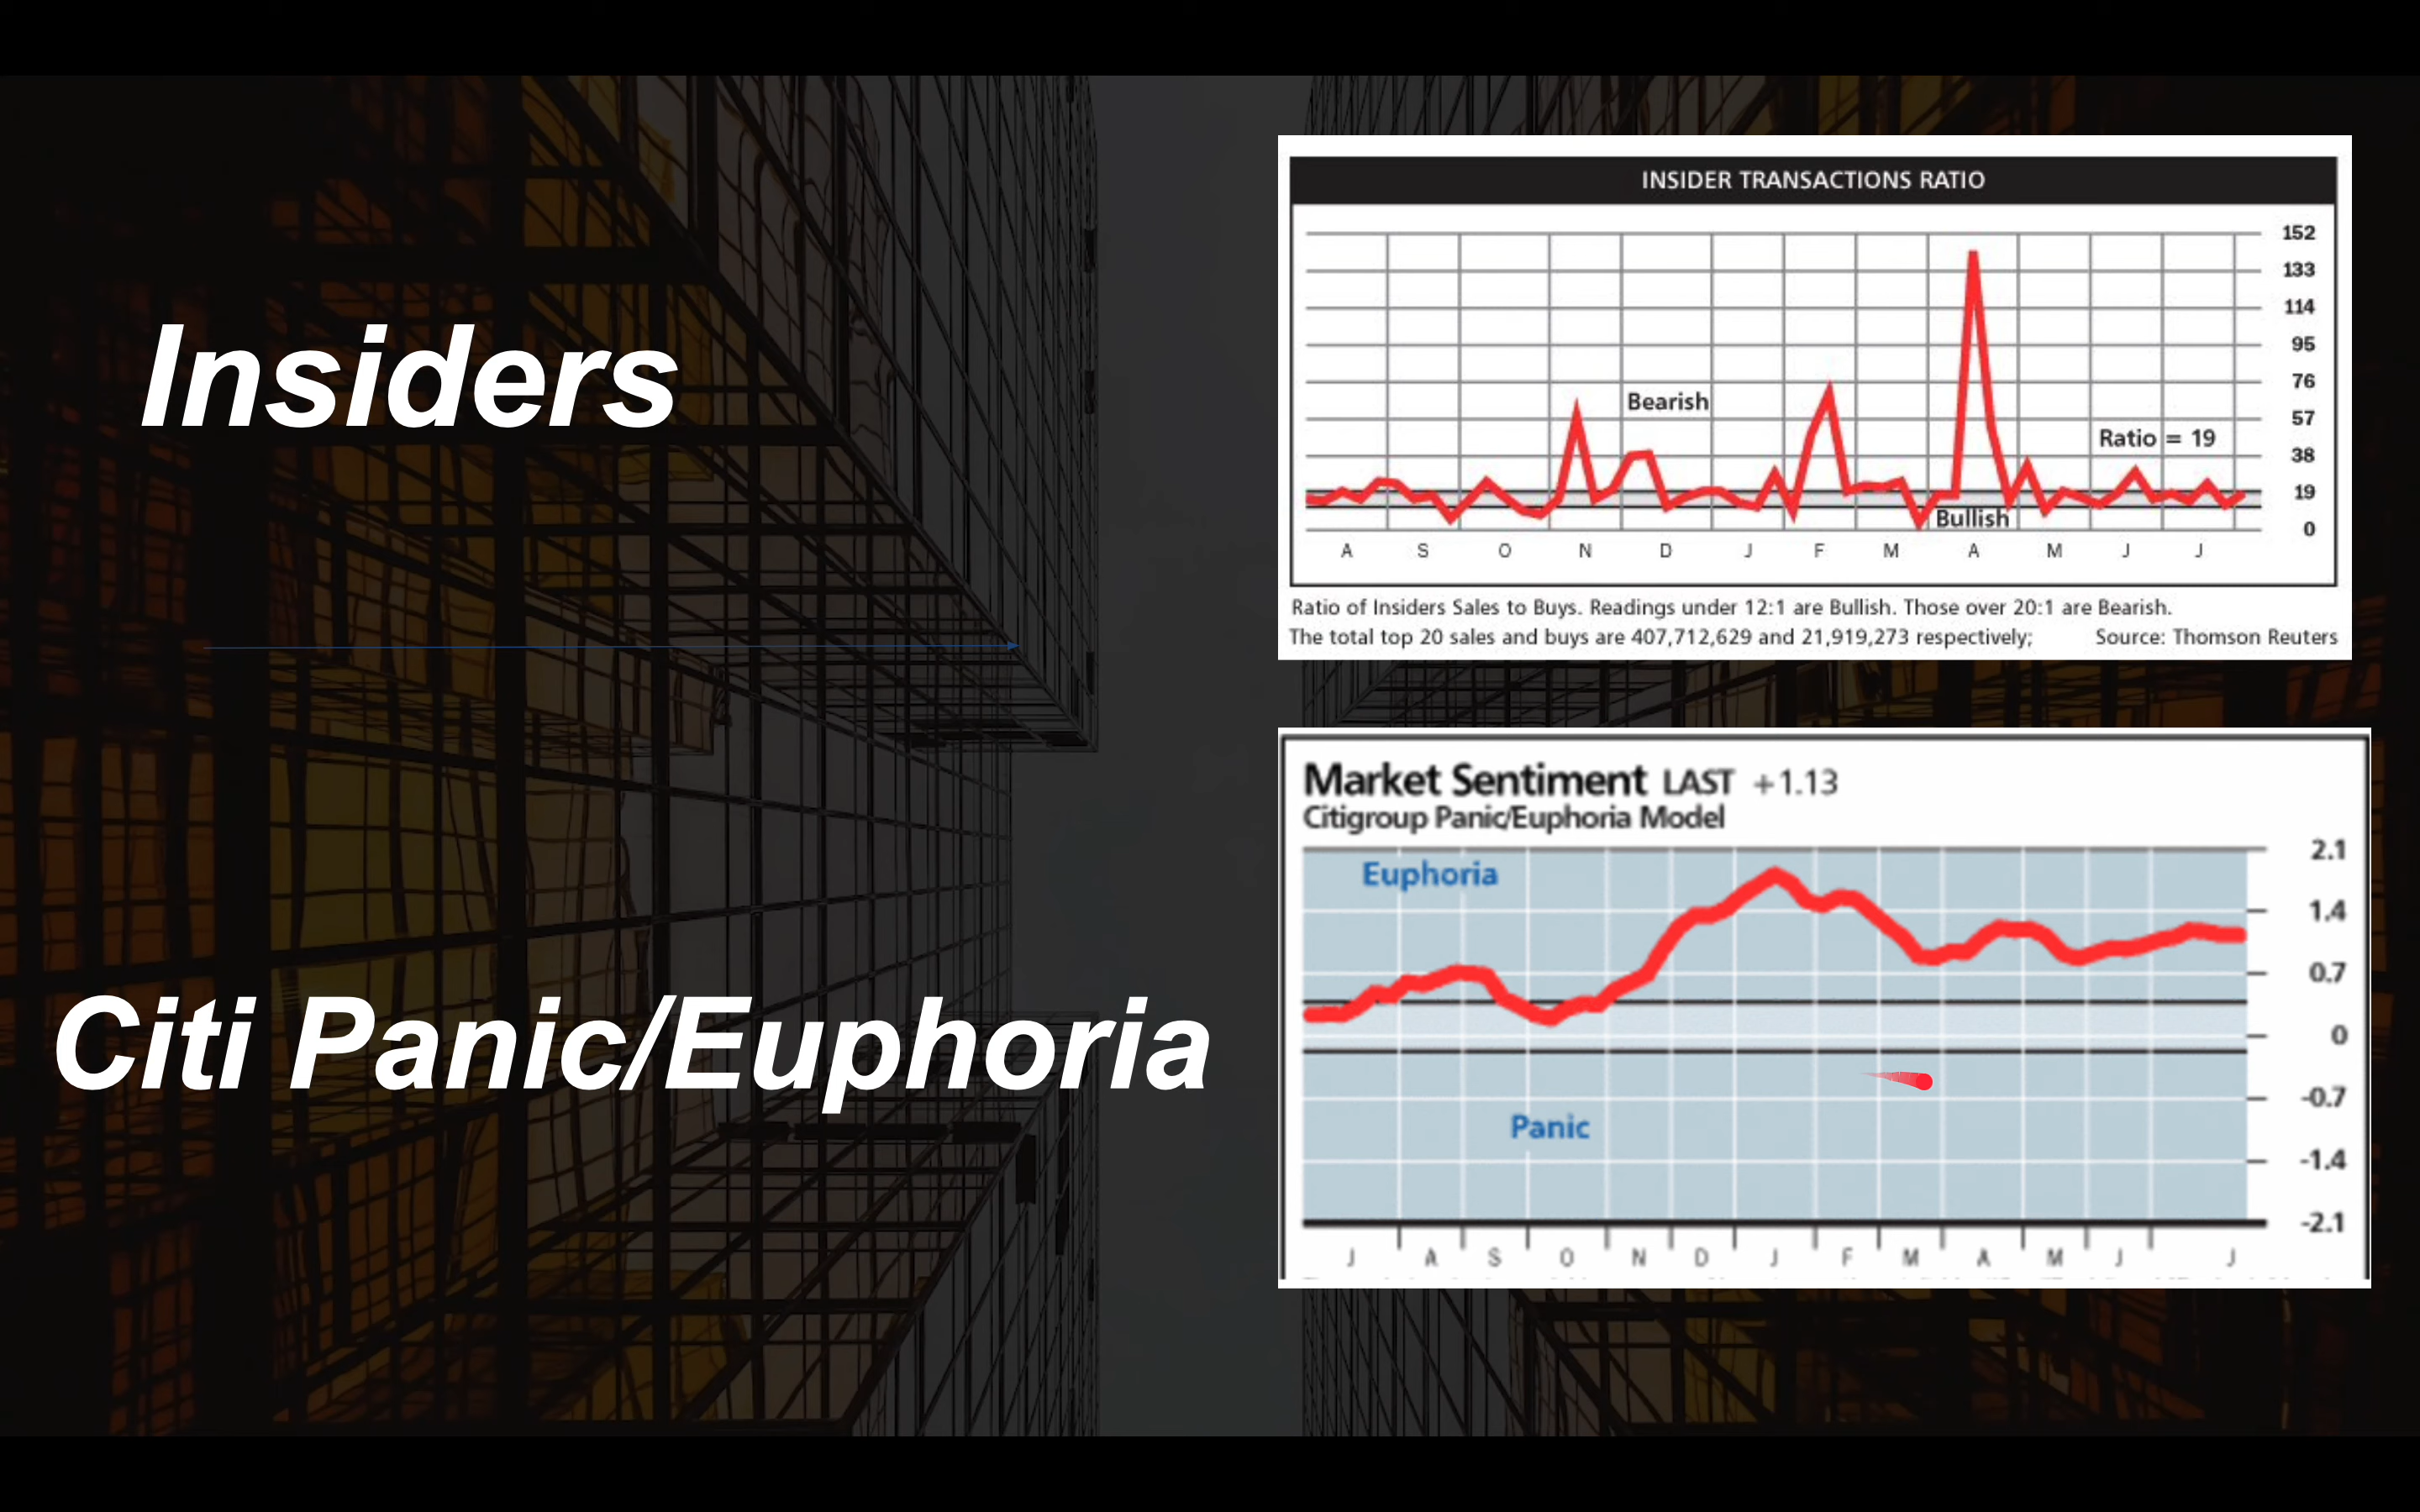 Insiders
INSIDER TRANSACTIONS RATIO
152
133
114
95
76
57
38
19
0
Bearish
Ratio = 19
Bullish
A S O N D J F M A M J J
Ratio of Insiders Sales to Buys. Readings under 12:1 are Bullish. Those over 20:1 are Bearish.
The total top 20 sales and buys are 407,712,629 and 21,919,273 respectively; Source: Thomson Reuters
Citi Panic/Euphoria
Market Sentiment LAST +1.13
Citigroup Panic/Euphoria Model
Euphoria
2.1
1.4
0.7
0
-0.7
Panic
-1.4
-2.1
J A S O N D J F M A M J J